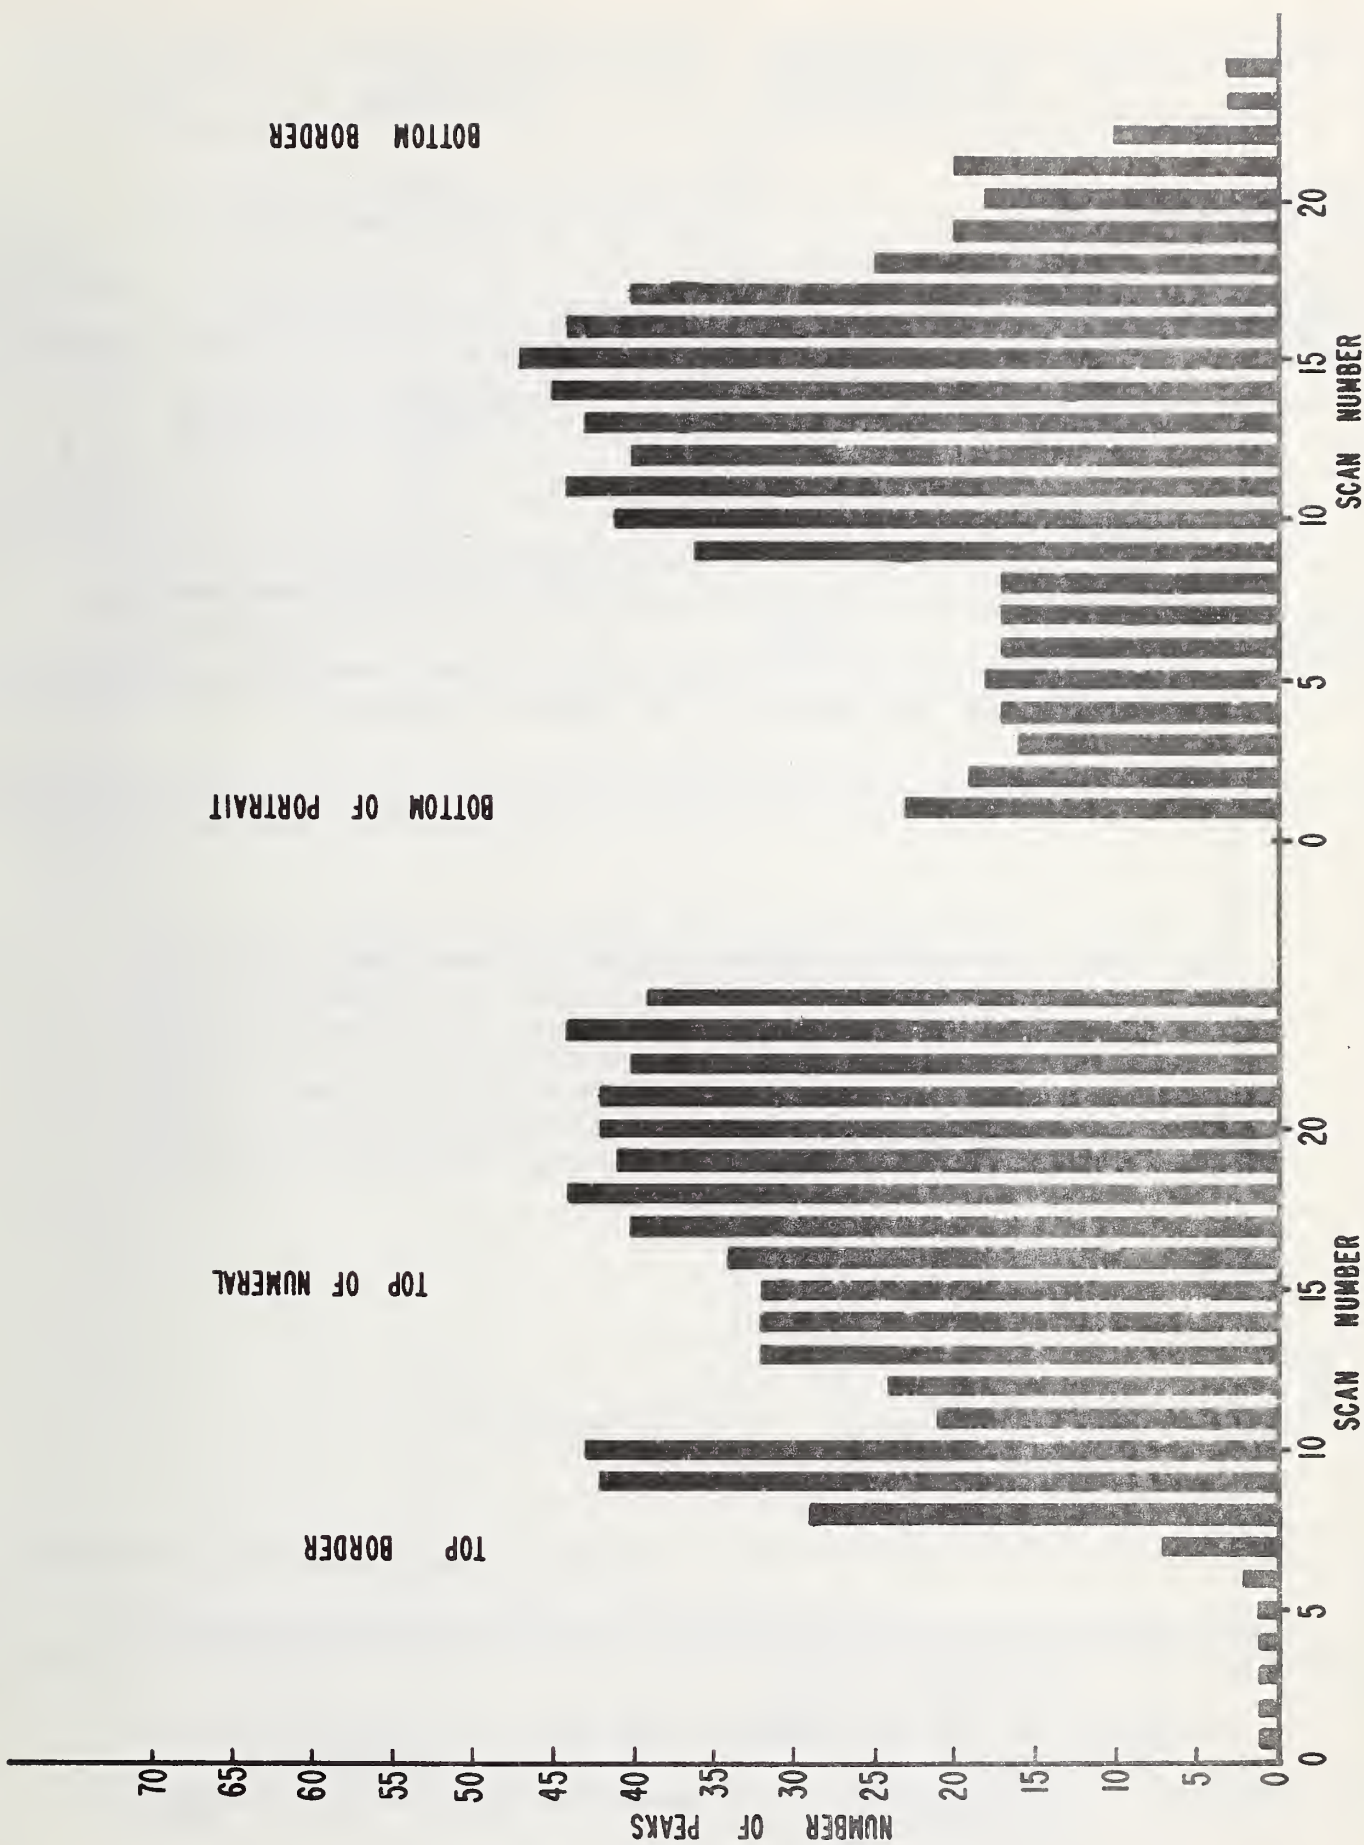 NUMBER OF PEAKS
70
65
60
55
50
45
40
35
30
25
20
15
10
5
0
TOP BORDER
TOP OF NUMERAL
BOTTOM OF PORTRAIT
BOTTOM BORDER
0 5 10 15 20 0 5 10 15 20
SCAN NUMBER SCAN NUMBER